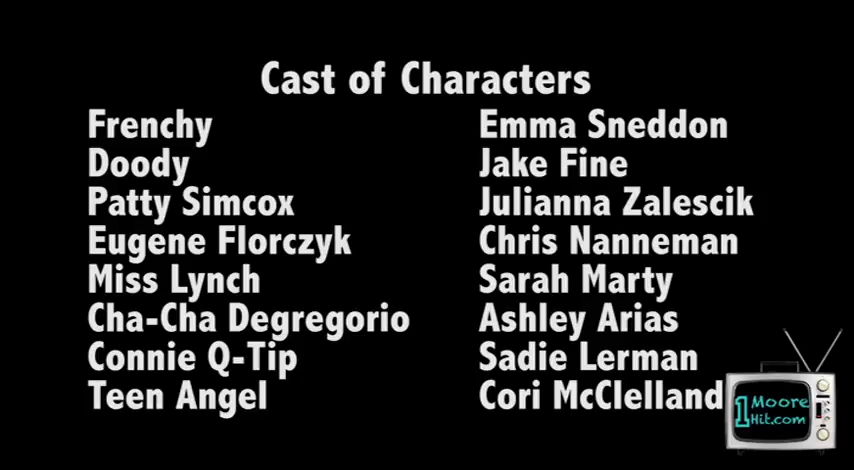 Cast of Characters
Frenchy Emma Sneddon
Doody Jake Fine
Patty Simcox Julianna Zalescik
Eugene Florczyk Chris Nanneman
Miss Lynch Sarah Marty
Cha-Cha Degregorio Ashley Arias
Connie Q-Tip Sadie Lerman
Teen Angel Cori McClelland
1Moore
Hit.com